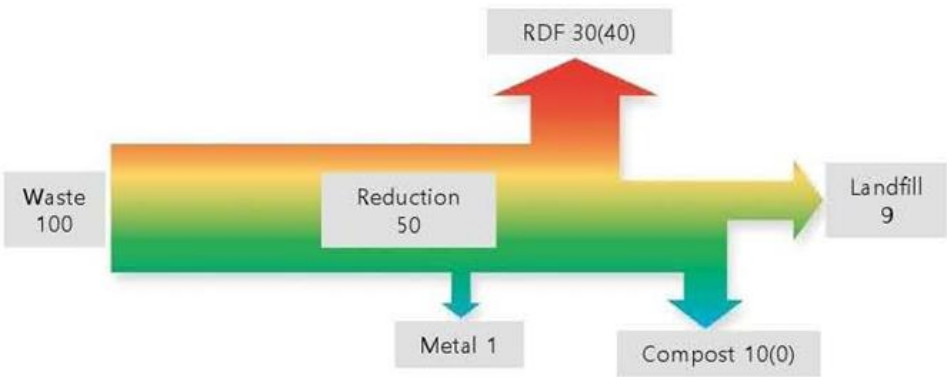 RDF 30(40)
Waste
100
Reduction
50
Landfill
9
Metal 1
Compost 10(0)